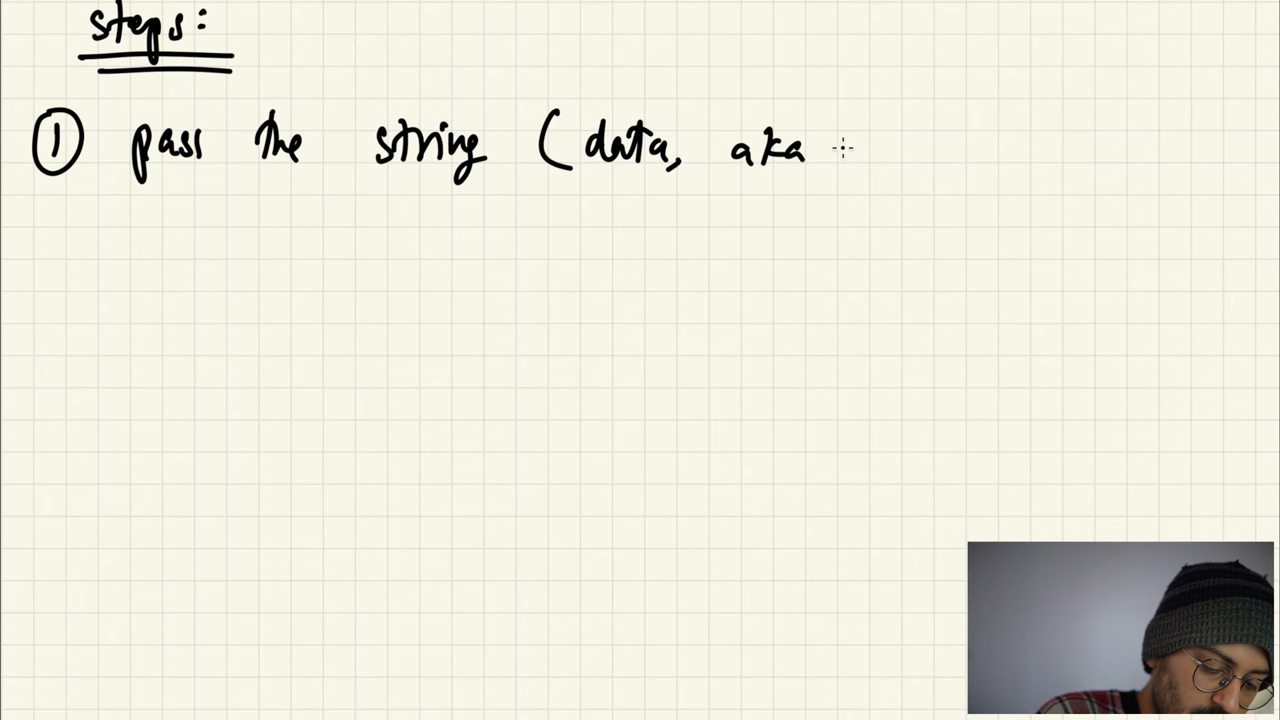 steps:
① pass the string (data, aka